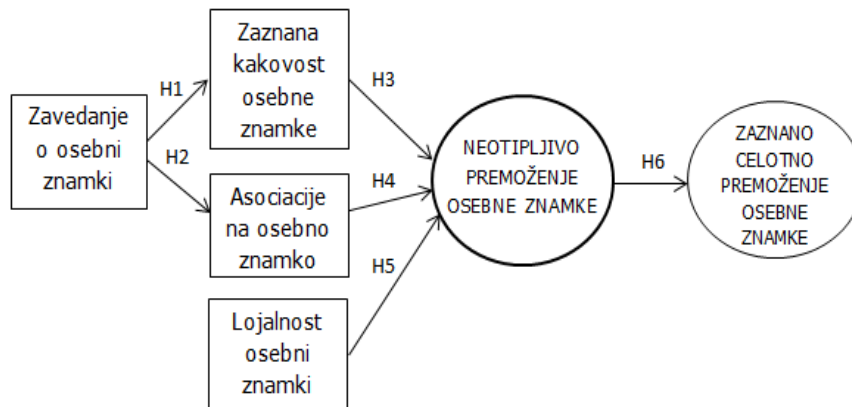 Zavedanje
o osebni
znamki
H1
H2
Zaznana
kakovost
osebne
znamke
Asociacije
na osebno
znamko
Lojalnost
osebni
znamki
H3
H4
H5
NEOTIPLJIVO
PREMOŽENJE
OSEBNE ZNAMKE
H6
ZAZNANO
CELOTNO
PREMOŽENJE
OSEBNE
ZNAMKE